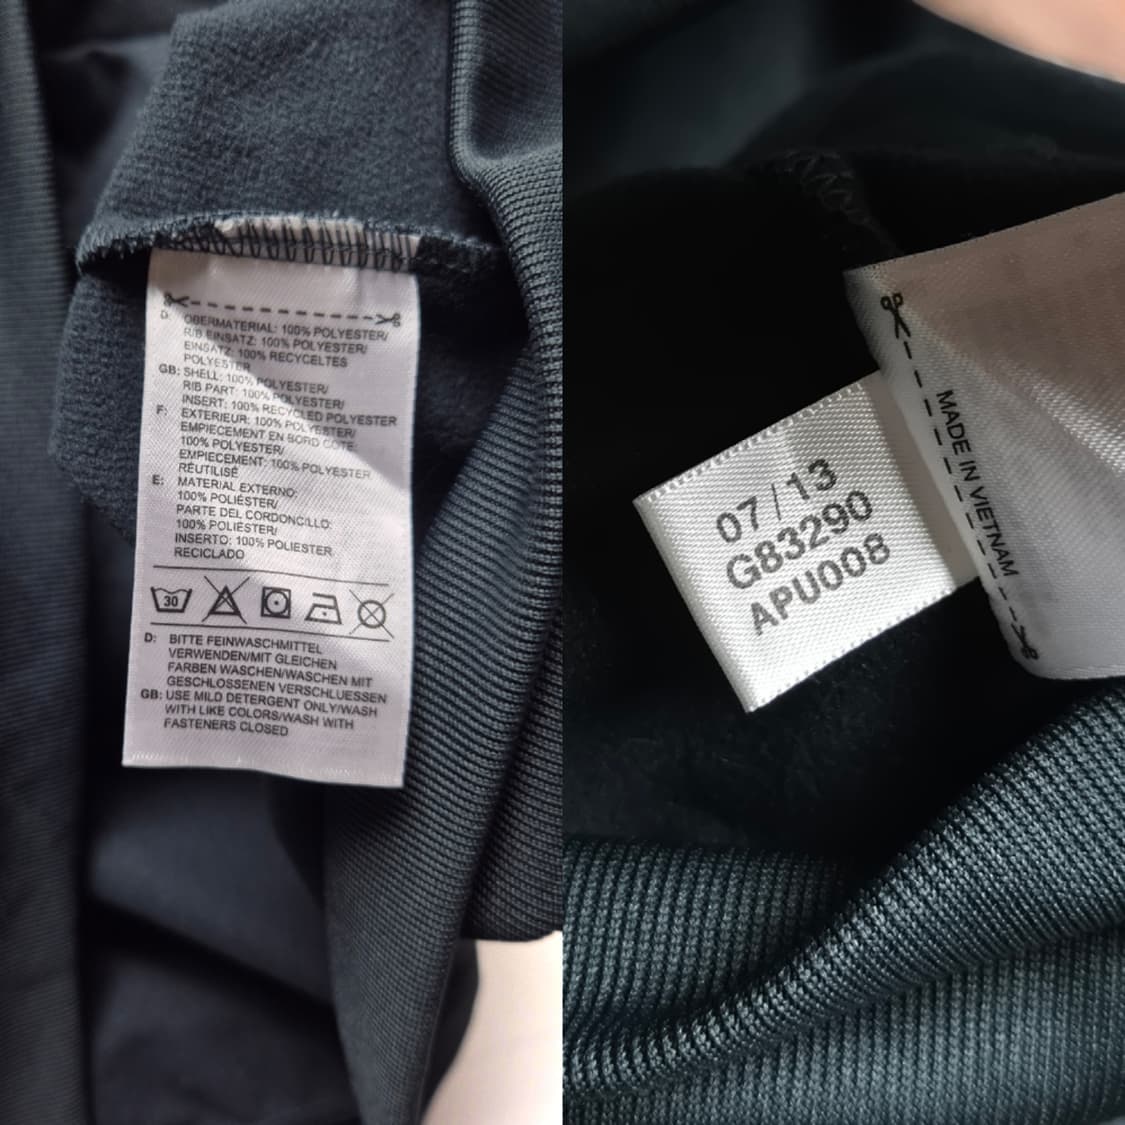 D: OBERMATERIAL: 100% POLYESTER/
RIB EINSATZ: 100% POLYESTER/
EINSATZ: 100% RECYCELTES
POLYESTER
GB: SHELL: 100% POLYESTER/
RIB PART: 100% POLYESTER/
INSERT: 100% RECYCLED POLYESTER
F: EXTERIEUR: 100% POLYESTER/
EMPIECEMENT EN BORD COTE:
100% POLYESTER/
EMPIECEMENT: 100% POLYESTER
RÉUTILISÉ
E: MATERIAL EXTERNO:
100% POLIÉSTER/
PARTE DEL CORDONCILLO:
100% POLIÉSTER/
INSERTO: 100% POLIESTER
RECICLADO
30
D: BITTE FEINWASCHMITTEL
VERWENDEN/MIT GLEICHEN
FARBEN WASCHEN/WASCHEN MIT
GESCHLOSSENEN VERSCHLUESSEN
GB: USE MILD DETERGENT ONLY/WASH
WITH LIKE COLORS/WASH WITH
FASTENERS CLOSED
07/13
G83290
APU008
MADE IN VIETNAM